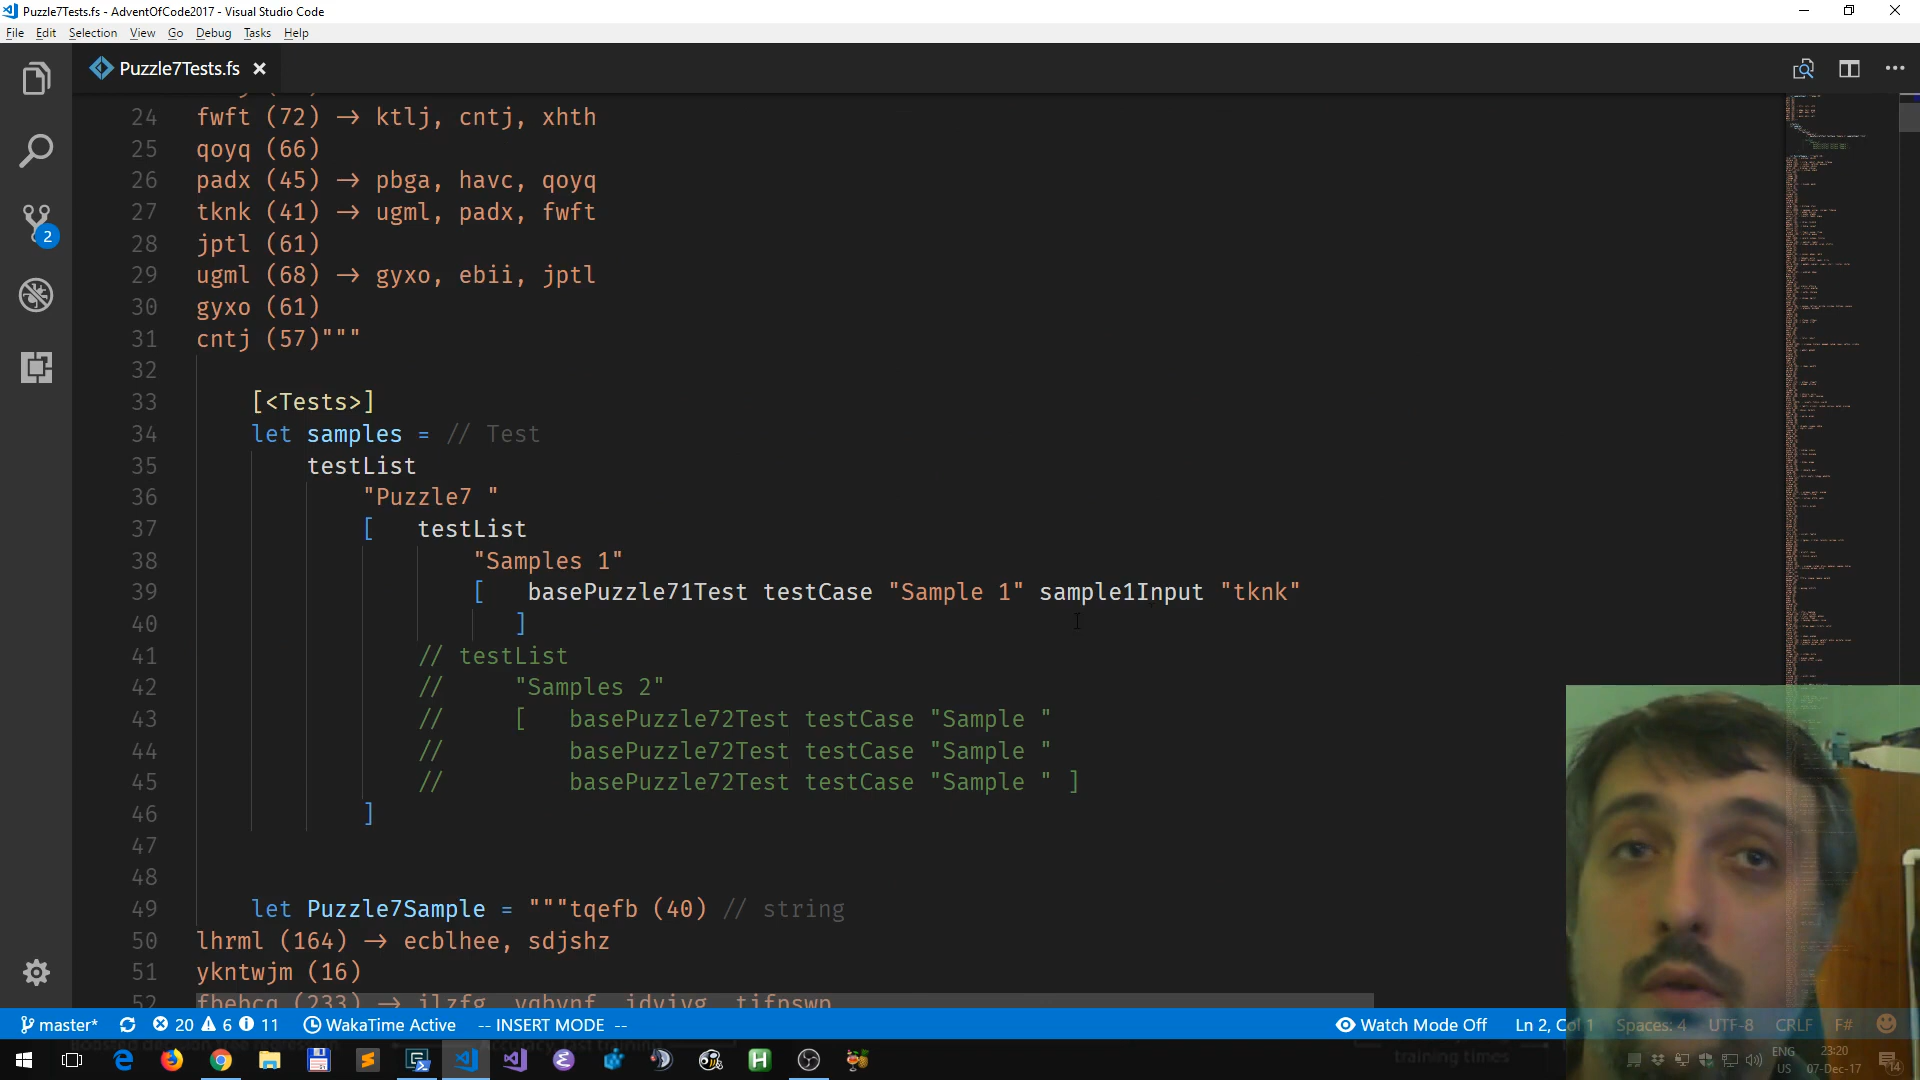 Puzzle7Tests.fs - AdventOfCode2017 - Visual Studio Code
File Edit Selection View Go Debug Tasks Help
Puzzle7Tests.fs
24 fwft (72) -> ktlj, cntj, xhth
25 qoyq (66)
26 padx (45) -> pbga, havc, qoyq
27 tknk (41) -> ugml, padx, fwft
28 jptl (61)
29 ugml (68) -> gyxo, ebii, jptl
30 gyxo (61)
31 cntj (57)"""
32
33 [<Tests>]
34 let samples = // Test
35 testList
36 "Puzzle7 "
37 [ testList
38 "Samples 1"
39 [ basePuzzle71Test testCase "Sample 1" sample1Input "tknk"
40 ]
41 // testList
42 // "Samples 2"
43 // [ basePuzzle72Test testCase "Sample "
44 // basePuzzle72Test testCase "Sample "
45 // basePuzzle72Test testCase "Sample " ]
46 ]
47
48
49 let Puzzle7Sample = """tqefb (40) // string
50 lhrml (164) -> ecblhee, sdjshz
51 ykntwjm (16)
52
2
master* 20 6 11 WakaTime Active -- INSERT MODE -- Watch Mode Off Ln 2, Col 1 Spaces: 4 UTF-8 CRLF F#
training times
ENG 23:20
US 07-Dec-17 14